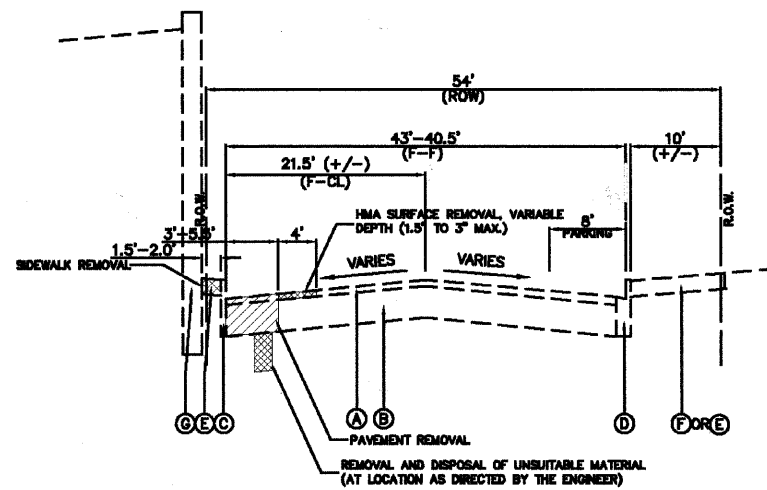 54'
(ROW)
43'-40.5'
(F-F)
10'
(+/-)
21.5' (+/-)
(F-CL)
R.O.W.
R.O.W.
HMA SURFACE REMOVAL, VARIABLE
DEPTH (1.5" TO 3" MAX.)
8'
PARKING
3'
5.5'
4'
1.5'-2.0'
SIDEWALK REMOVAL
VARIES
VARIES
G E C
A B
D
F OR E
PAVEMENT REMOVAL
REMOVAL AND DISPOSAL OF UNSUITABLE MATERIAL
(AT LOCATION AS DIRECTED BY THE ENGINEER)